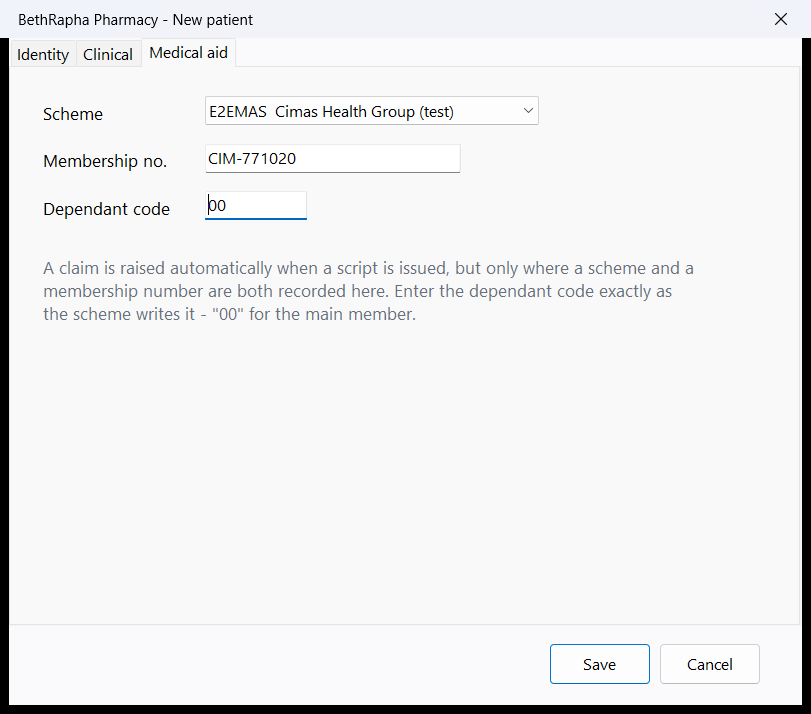 BethRapha Pharmacy - New patient
Identity Clinical Medical aid
Scheme E2EMAS  Cimas Health Group (test)
Membership no. CIM-771020
Dependant code 00
A claim is raised automatically when a script is issued, but only where a scheme and a
membership number are both recorded here. Enter the dependant code exactly as
the scheme writes it - "00" for the main member.
Save Cancel